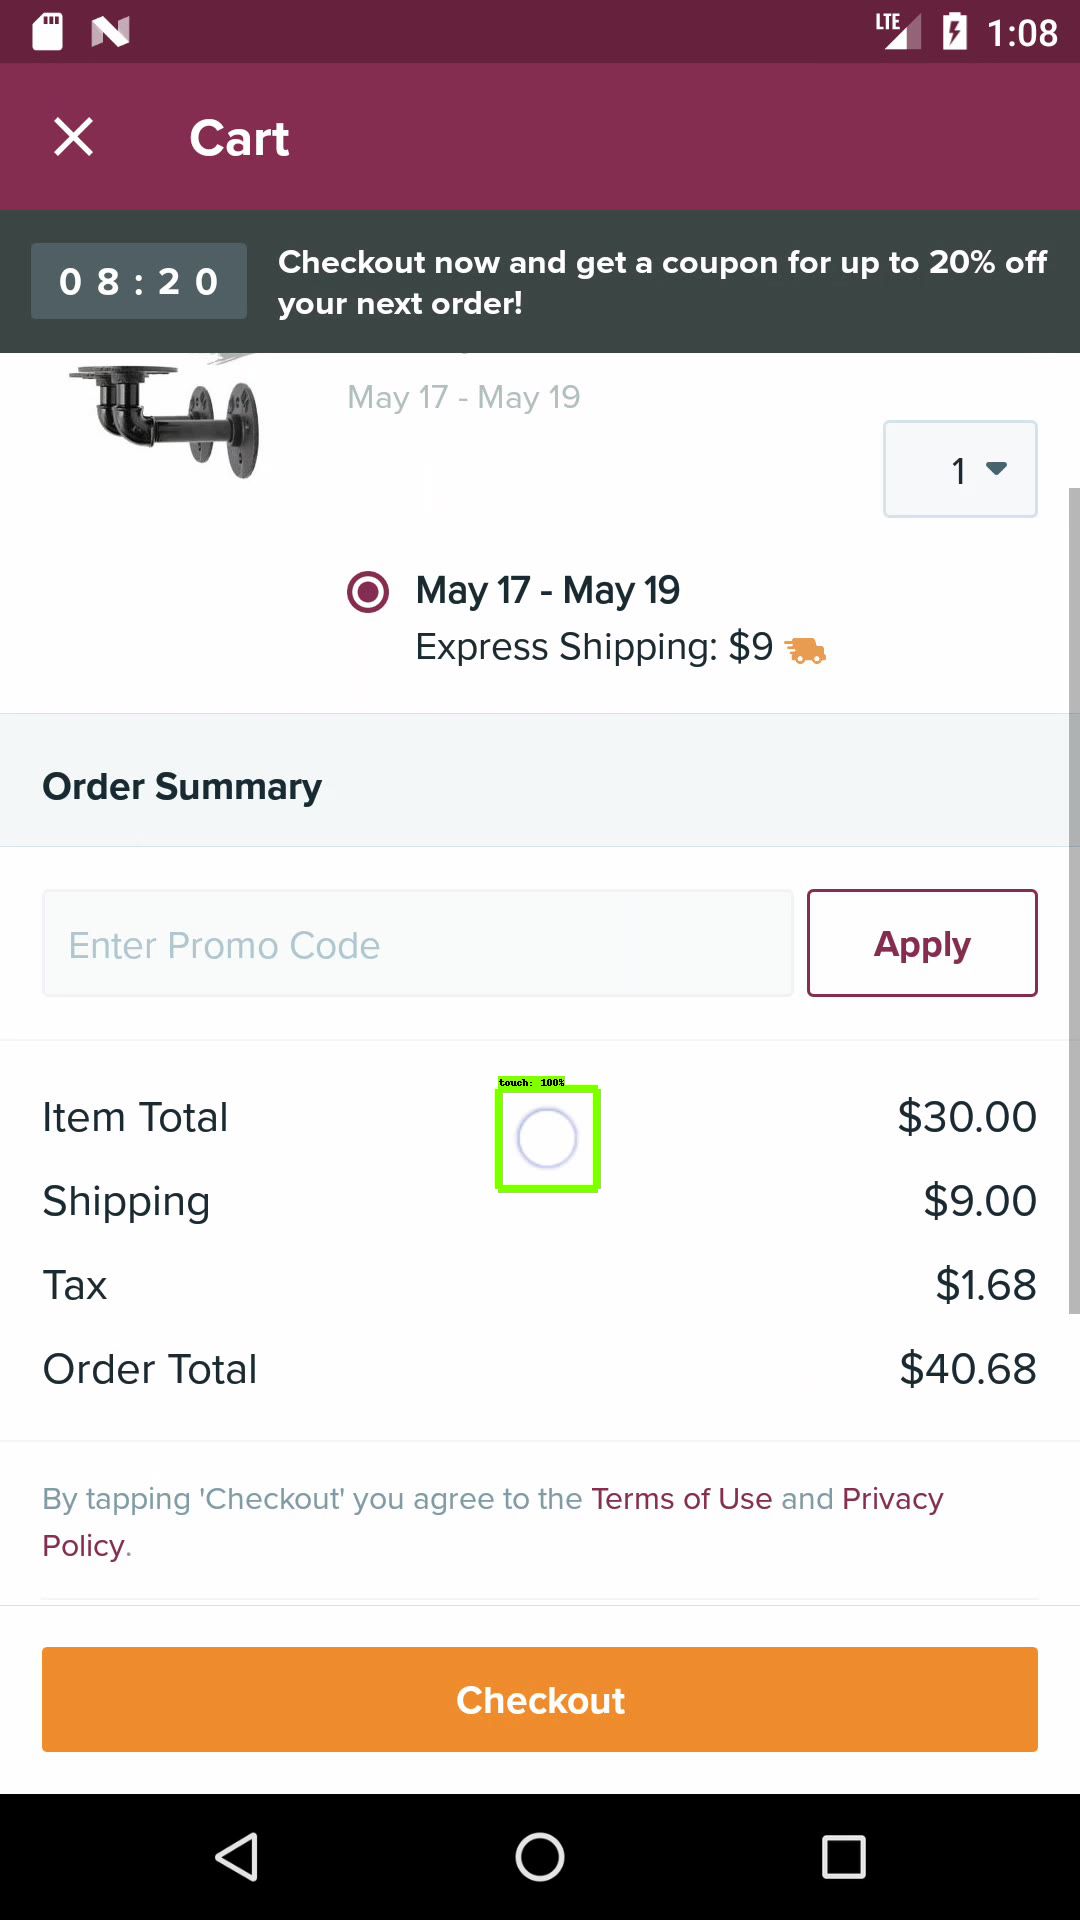 LTE 1:08
Cart
08:20
Checkout now and get a coupon for up to 20% off
your next order!
May 17 - May 19
1
May 17 - May 19
Express Shipping: $9
Order Summary
Enter Promo Code
Apply
touch: 100%
Item Total $30.00
Shipping $9.00
Tax $1.68
Order Total $40.68
By tapping 'Checkout' you agree to the Terms of Use and Privacy
Policy.
Checkout